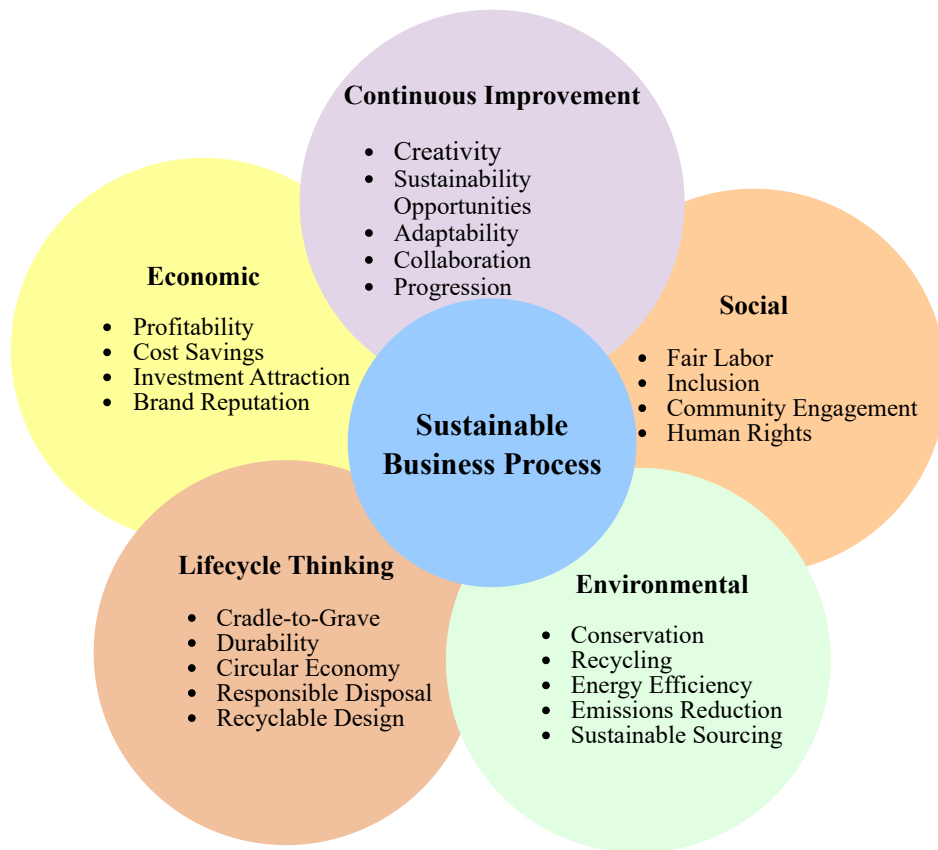 Continuous Improvement
• Creativity
• Sustainability
Opportunities
• Adaptability
• Collaboration
• Progression
Economic
• Profitability
• Cost Savings
• Investment Attraction
• Brand Reputation
Social
• Fair Labor
• Inclusion
• Community Engagement
• Human Rights
Sustainable
Business Process
Lifecycle Thinking
• Cradle-to-Grave
• Durability
• Circular Economy
• Responsible Disposal
• Recyclable Design
Environmental
• Conservation
• Recycling
• Energy Efficiency
• Emissions Reduction
• Sustainable Sourcing